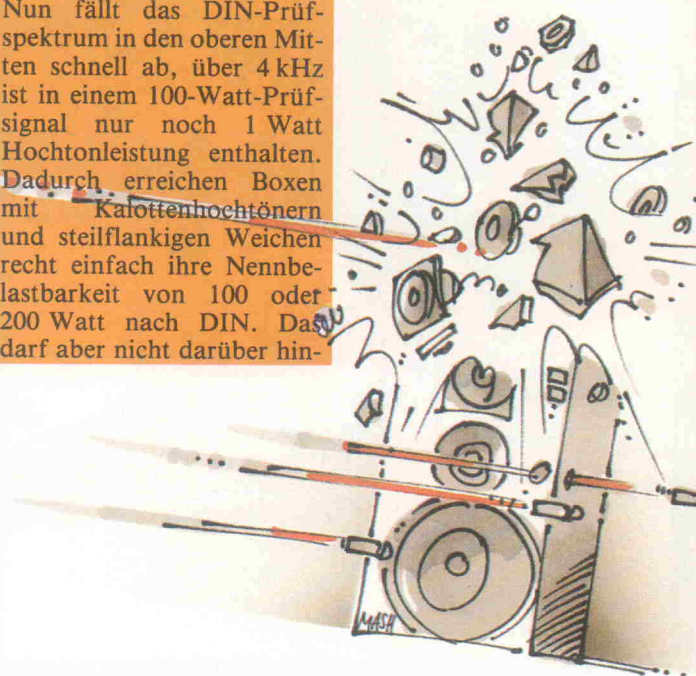 Nun fällt das DIN-Prüf-
spektrum in den oberen Mit-
ten schnell ab, über 4 kHz
ist in einem 100-Watt-Prüf-
signal nur noch 1 Watt
Hochtonleistung enthalten.
Dadurch erreichen Boxen
mit Kalottenhochtönern
und steilflankigen Weichen
recht einfach ihre Nennbe-
lastbarkeit von 100 oder
200 Watt nach DIN. Das
darf aber nicht darüber hin-
MASH